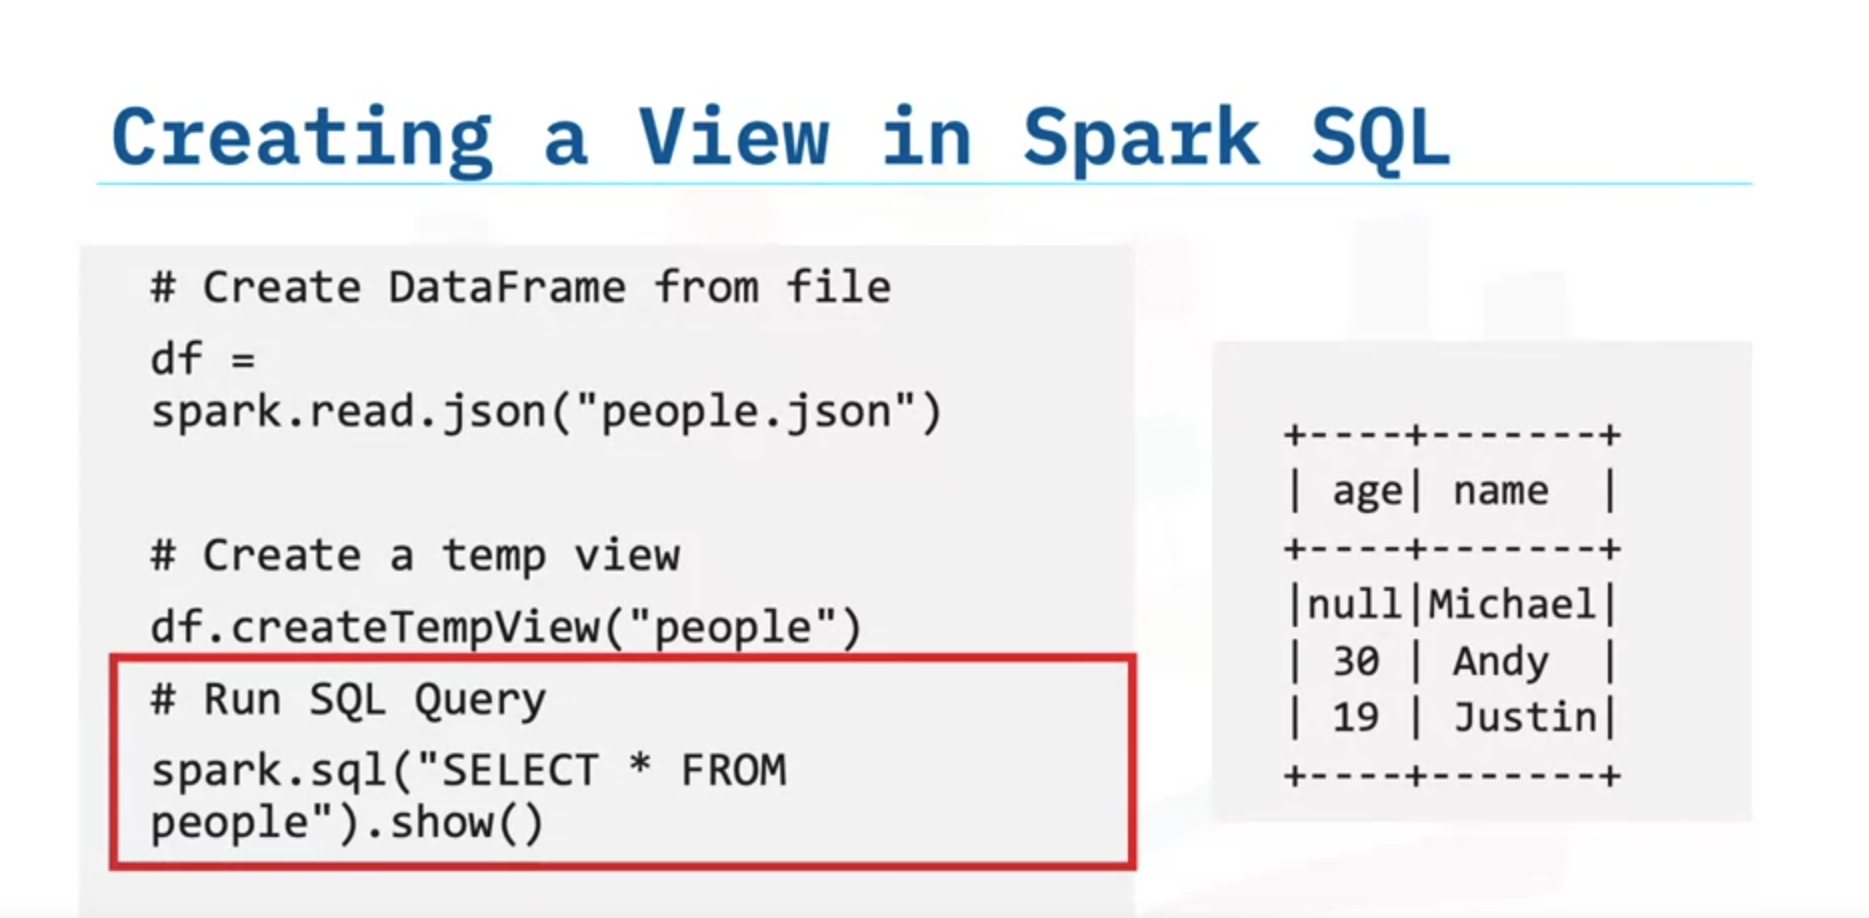 Creating a View in Spark SQL
# Create DataFrame from file
df =
spark.read.json("people.json")
# Create a temp view
df.createTempView("people")
# Run SQL Query
spark.sql("SELECT * FROM
people").show()
+----+-------+
| age| name  |
+----+-------+
|null|Michael|
| 30 | Andy  |
| 19 | Justin|
+----+-------+